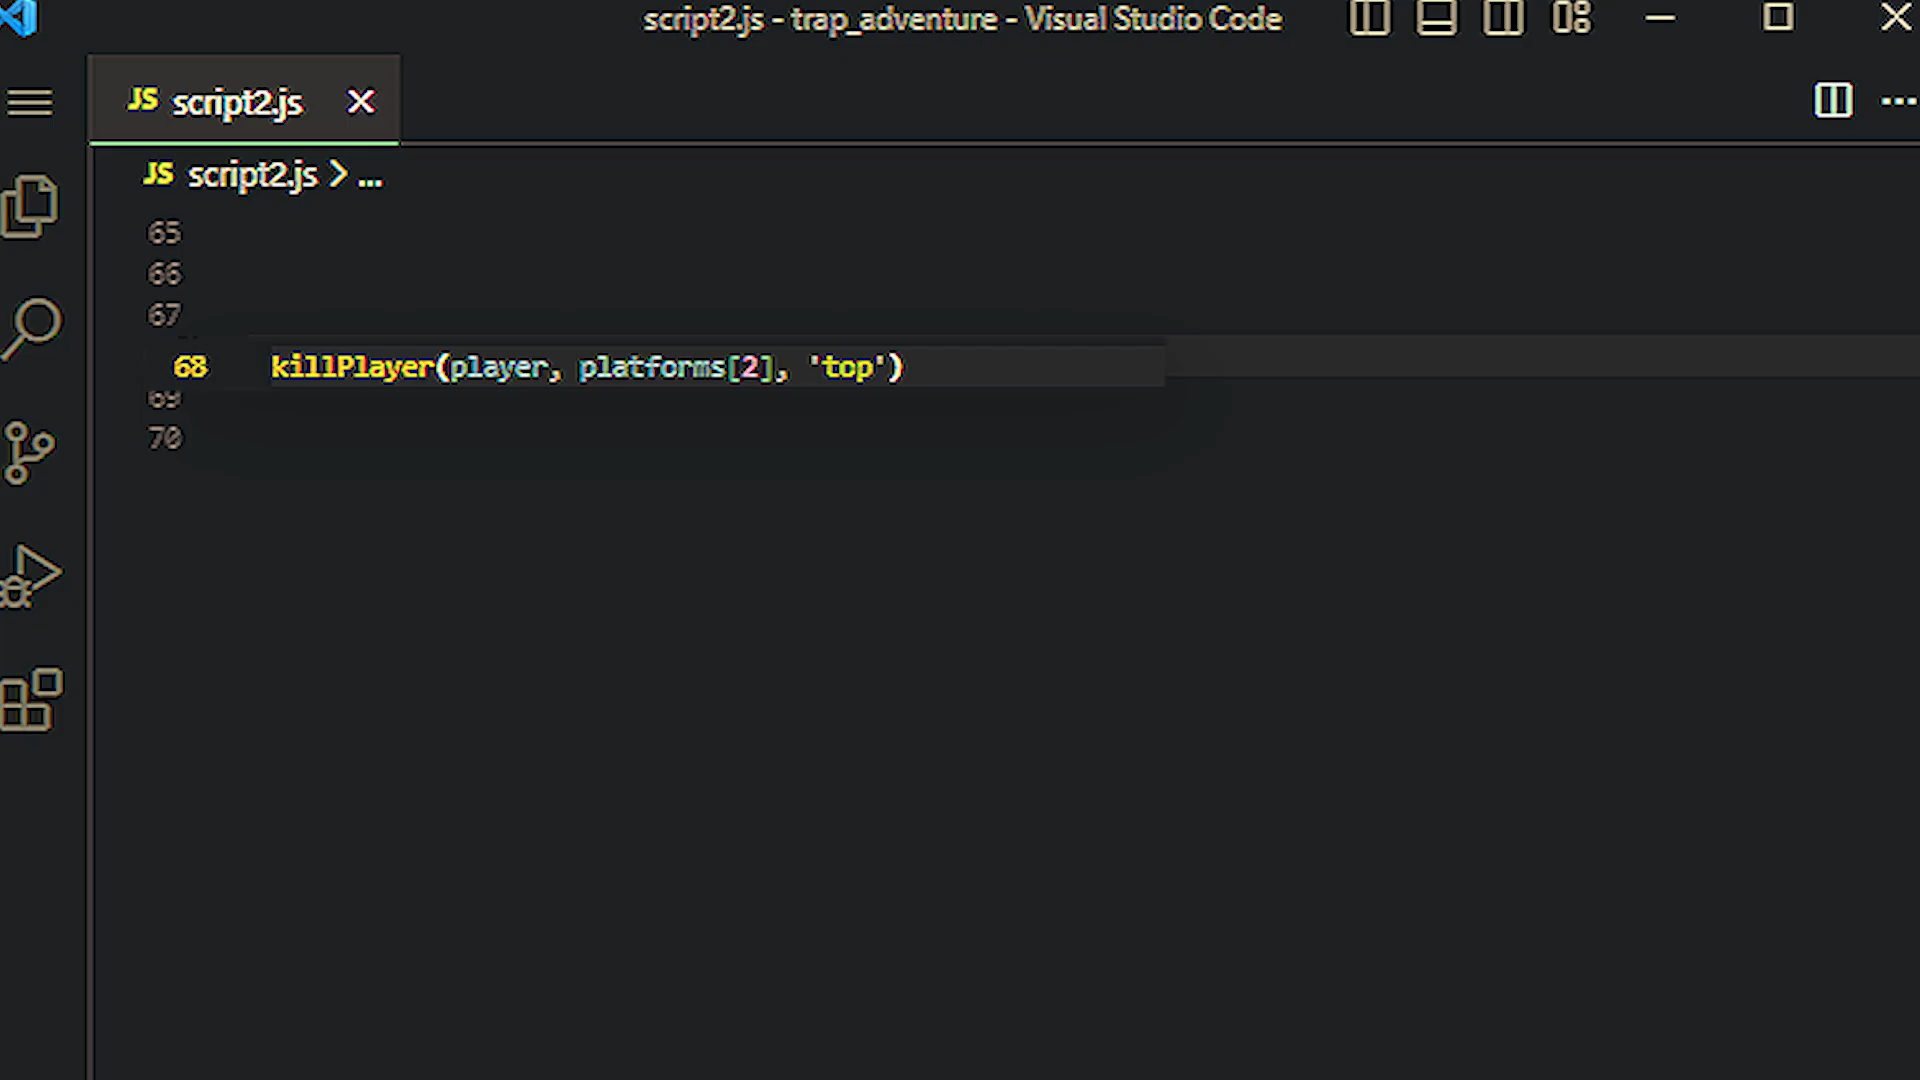 script2.js - trap_adventure - Visual Studio Code
JS script2.js
JS script2.js > ...
65
66
67
68 killPlayer(player, platforms[2], 'top')
69
70